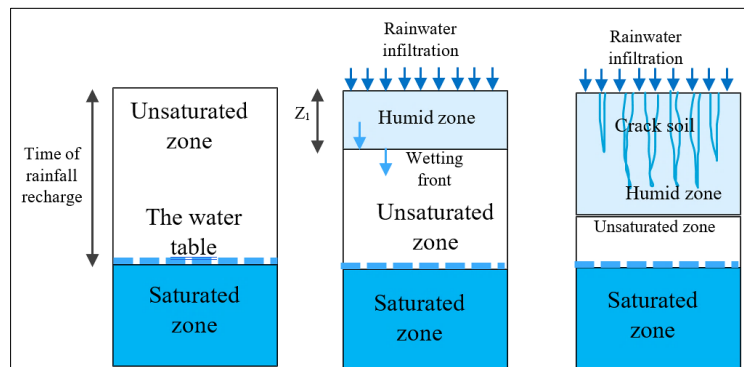 Unsaturated
zone
Time of
rainfall
recharge
The water
table
Saturated
zone
Rainwater
infiltration
Z₁
Humid zone
Wetting
front
Unsaturated
zone
Saturated
zone
Rainwater
infiltration
Crack soil
Humid zone
Unsaturated zone
Saturated
zone